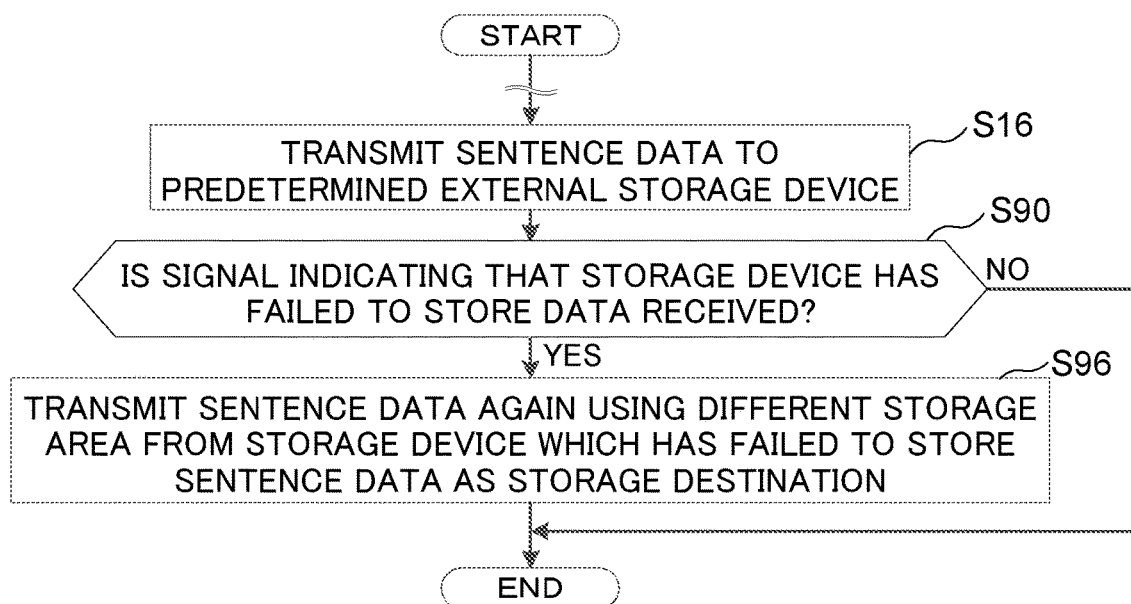 START
S16
TRANSMIT SENTENCE DATA TO
PREDETERMINED EXTERNAL STORAGE DEVICE
S90
IS SIGNAL INDICATING THAT STORAGE DEVICE HAS
FAILED TO STORE DATA RECEIVED?
NO
YES
S96
TRANSMIT SENTENCE DATA AGAIN USING DIFFERENT STORAGE
AREA FROM STORAGE DEVICE WHICH HAS FAILED TO STORE
SENTENCE DATA AS STORAGE DESTINATION
END